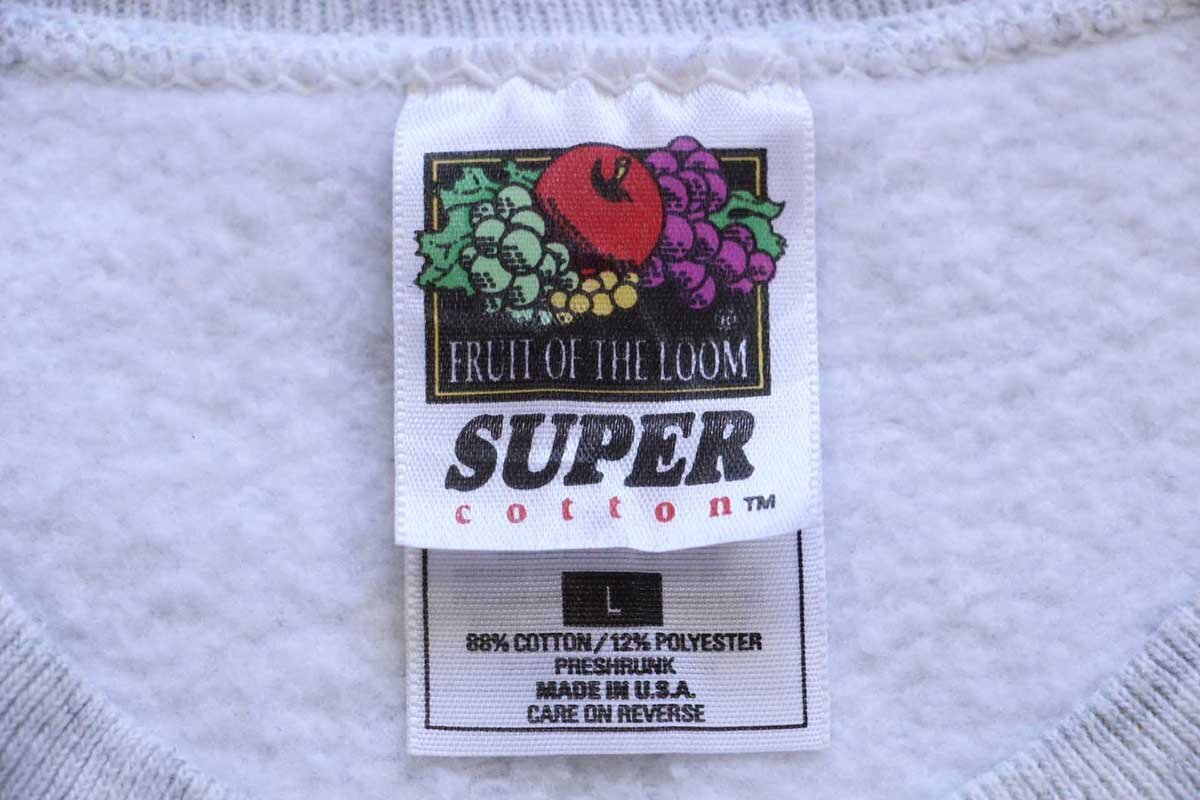 ®
FRUIT OF THE LOOM
SUPER
cotton™
L
88% COTTON/12% POLYESTER
PRESHRUNK
MADE IN U.S.A.
CARE ON REVERSE